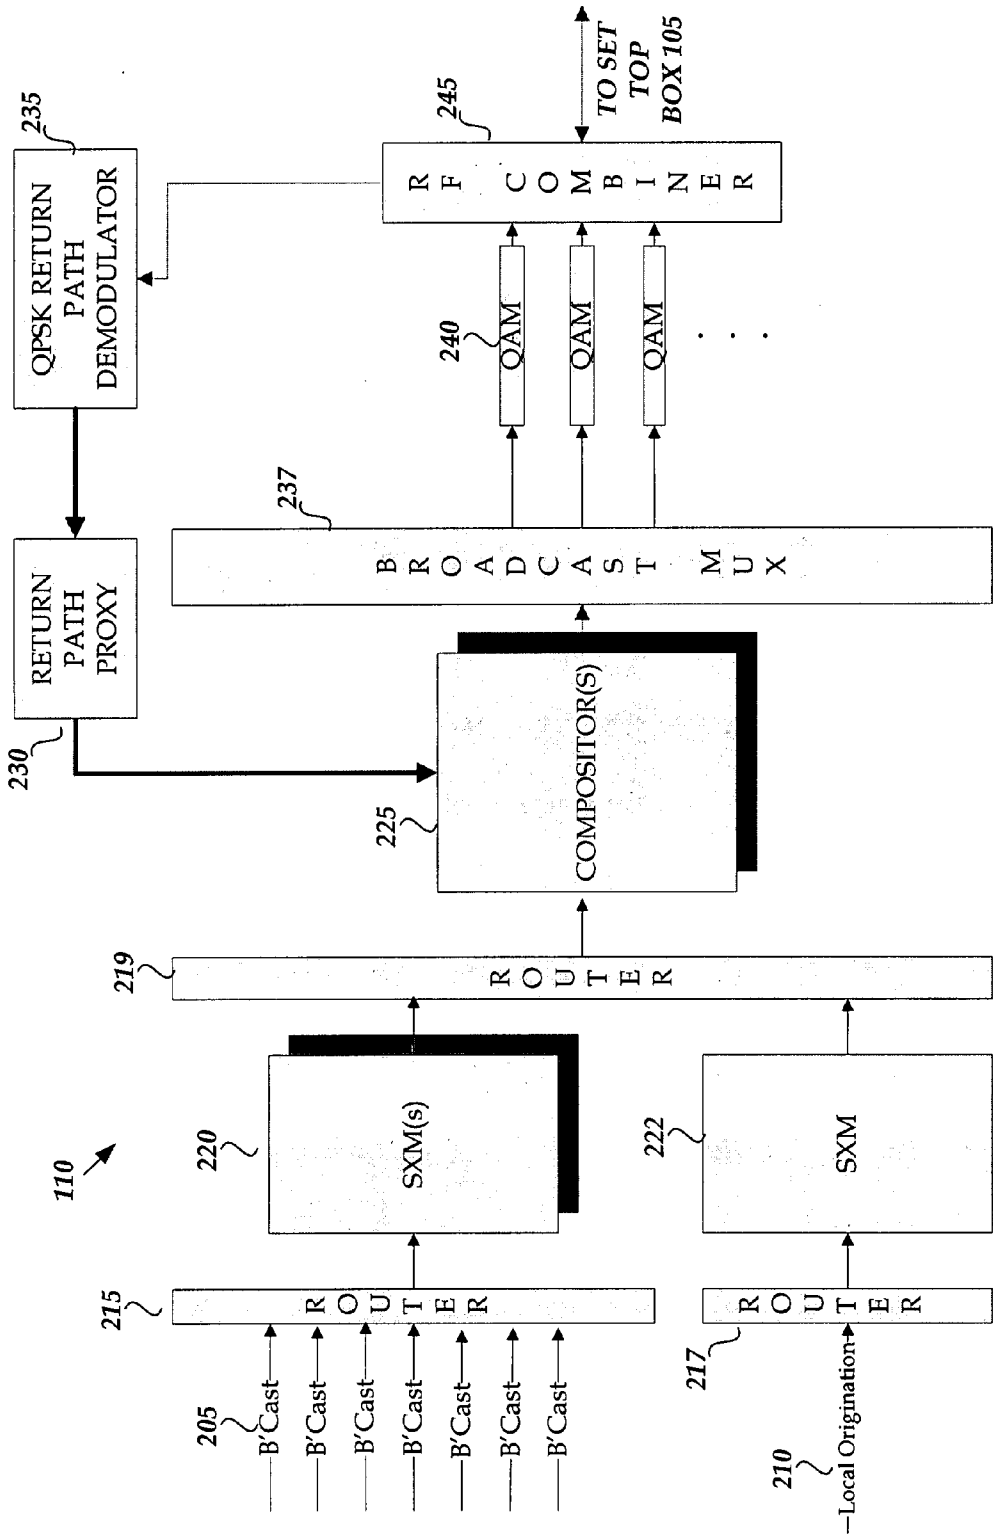 110
205
B'Cast
B'Cast
B'Cast
B'Cast
B'Cast
B'Cast
B'Cast
210
Local Origination
215
ROUTER
217
ROUTER
220
SXM(s)
222
SXM
219
ROUTER
225
COMPOSITOR(S)
230
RETURN
PATH
PROXY
237
BROADCAST MUX
235
QPSK RETURN
PATH
DEMODULATOR
240
QAM
QAM
QAM
. . .
245
RF COMBINER
TO SET
TOP
BOX 105